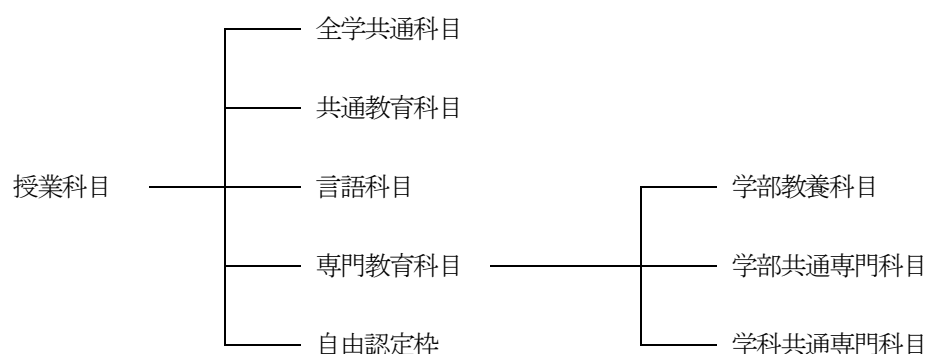 全学共通科目
共通教育科目
授業科目
言語科目
学部教養科目
専門教育科目
学部共通専門科目
自由認定枠
学科共通専門科目